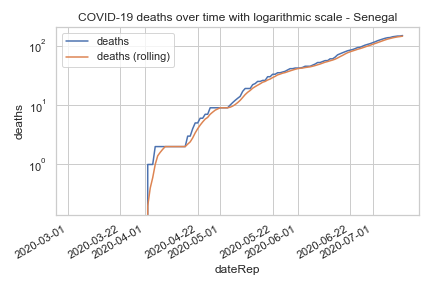 COVID-19 deaths over time with logarithmic scale - Senegal
deaths
deaths (rolling)
10²
10¹
10⁰
deaths
2020-03-01
2020-03-22
2020-04-01
2020-04-22
2020-05-01
2020-05-22
2020-06-01
2020-06-22
2020-07-01
dateRep